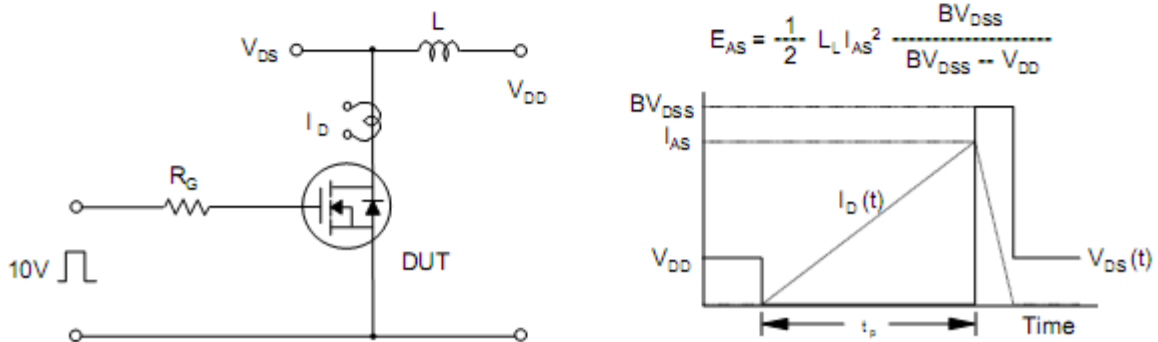 V_DS
L
V_DD
I_D
R_G
10V
DUT
E_AS = 1/2 L_L I_AS² BV_DSS / (BV_DSS -- V_DD)
BV_DSS
I_AS
I_D (t)
V_DD
V_DS (t)
t_p
Time